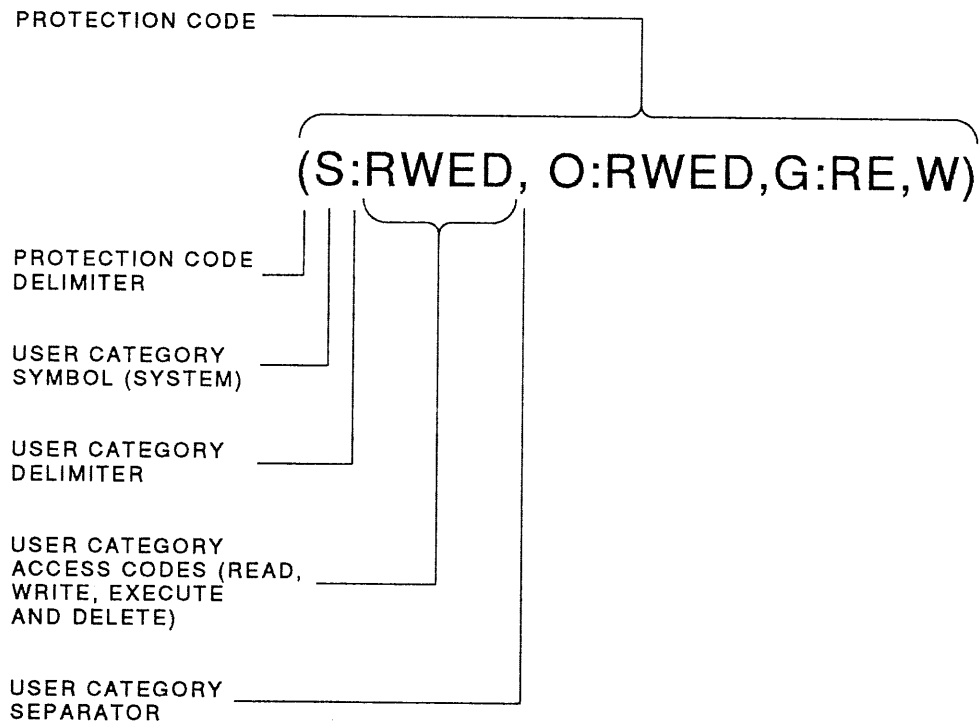 PROTECTION CODE
(S:RWED, O:RWED,G:RE,W)
PROTECTION CODE
DELIMITER
USER CATEGORY
SYMBOL (SYSTEM)
USER CATEGORY
DELIMITER
USER CATEGORY
ACCESS CODES (READ,
WRITE, EXECUTE
AND DELETE)
USER CATEGORY
SEPARATOR